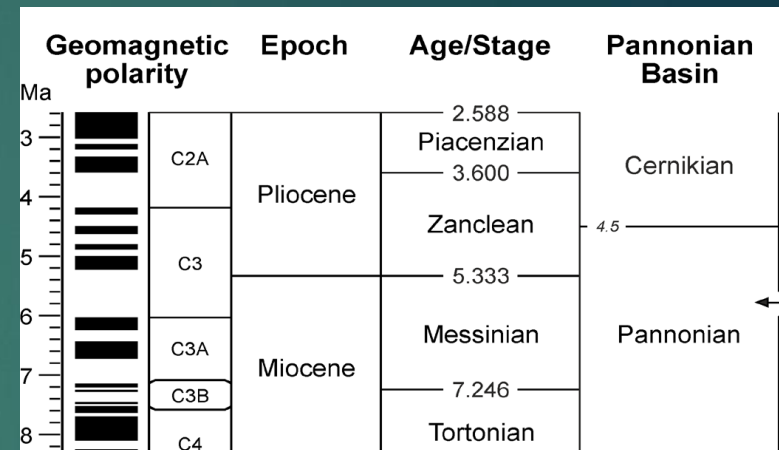 Geomagnetic polarity Epoch Age/Stage Pannonian Basin
Ma
2.588
3
C2A
Piacenzian
Cernikian
3.600
4
Pliocene
Zanclean
4.5
5
C3
5.333
6
C3A
Messinian
Pannonian
Miocene
7
C3B
7.246
8
C4
Tortonian